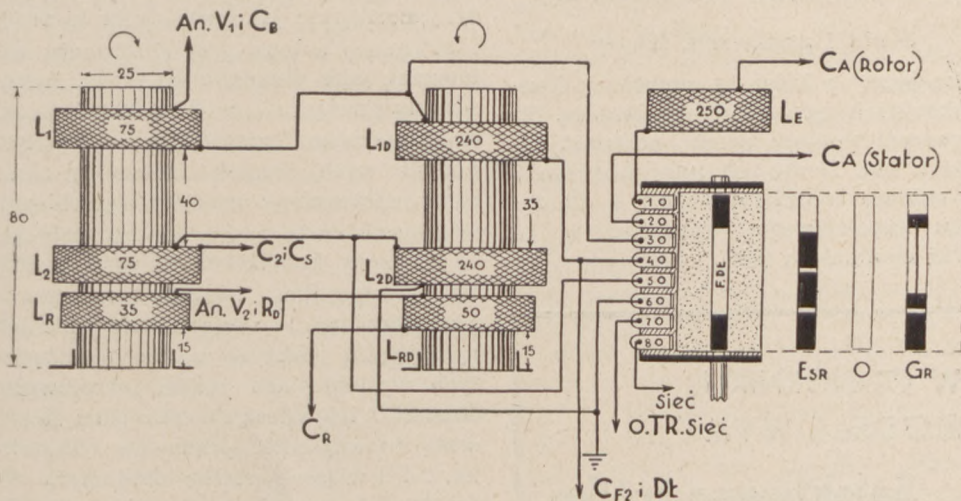 An. V₁ i C_B
25
80
L₁
75
40
L₂
75
C₂ i C_S
L_R
35
An. V₂ i R_D
15
L_1D
240
35
L_2D
240
50
L_RD
15
C_R
C_A (Rotor)
250
L_E
C_A (Stator)
1
2
3
4
5
6
7
8
F. Dt
E_SR
O
G_R
Sieć
O.TR.Sieć
C_F2 i Dt